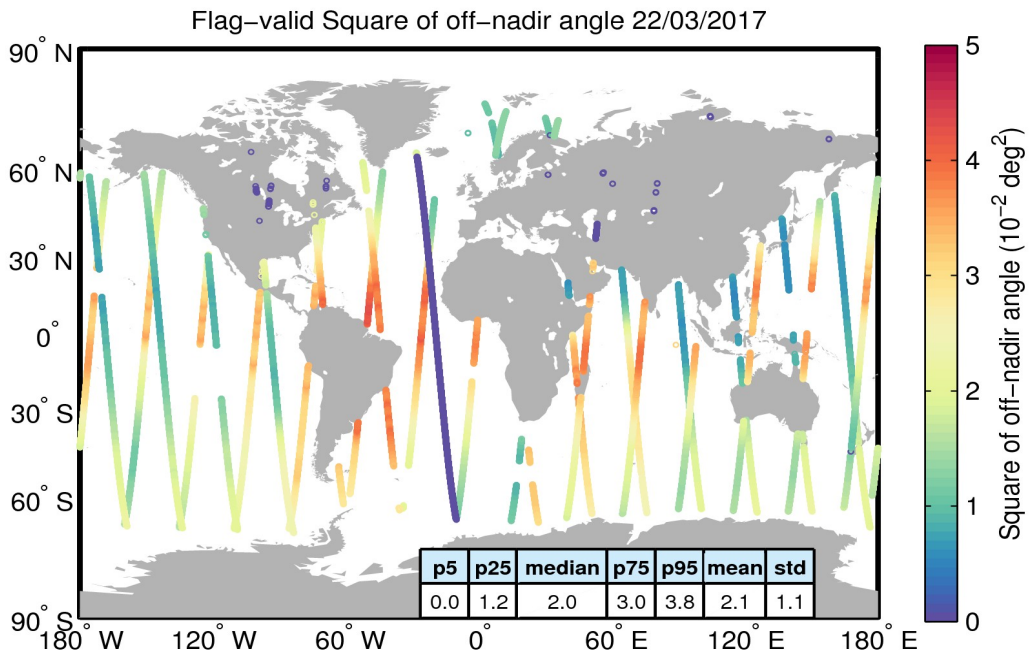 Flag−valid Square of off−nadir angle 22/03/2017
90° N
60° N
30° N
0°
30° S
60° S
90° S
180° W
120° W
60° W
0°
60° E
120° E
180° E
p5 p25 median p75 p95 mean std
0.0 1.2 2.0 3.0 3.8 2.1 1.1
5
4
3
2
1
0
Square of off−nadir angle (10⁻² deg²)